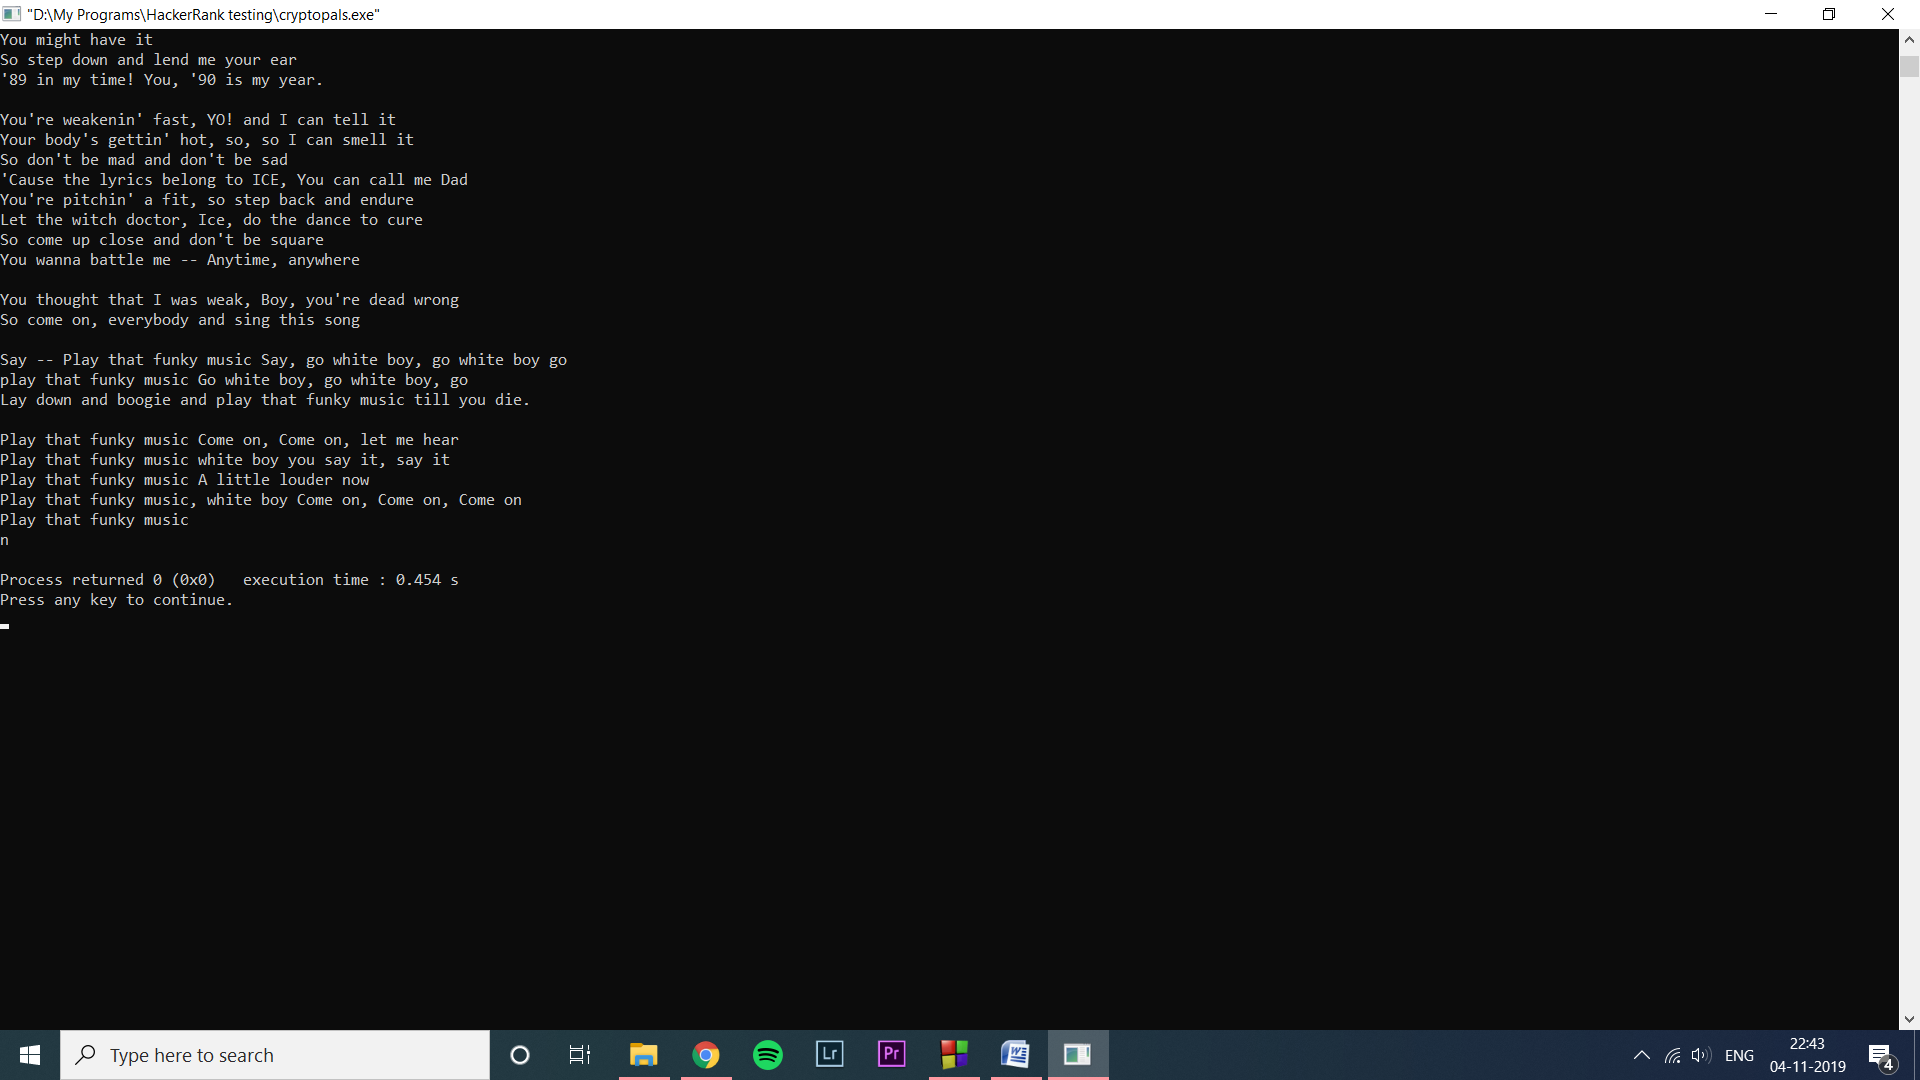 "D:\My Programs\HackerRank testing\cryptopals.exe"
You might have it
So step down and lend me your ear
'89 in my time! You, '90 is my year.
You're weakenin' fast, YO! and I can tell it
Your body's gettin' hot, so, so I can smell it
So don't be mad and don't be sad
'Cause the lyrics belong to ICE, You can call me Dad
You're pitchin' a fit, so step back and endure
Let the witch doctor, Ice, do the dance to cure
So come up close and don't be square
You wanna battle me -- Anytime, anywhere
You thought that I was weak, Boy, you're dead wrong
So come on, everybody and sing this song
Say -- Play that funky music Say, go white boy, go white boy go
play that funky music Go white boy, go white boy, go
Lay down and boogie and play that funky music till you die.
Play that funky music Come on, Come on, let me hear
Play that funky music white boy you say it, say it
Play that funky music A little louder now
Play that funky music, white boy Come on, Come on, Come on
Play that funky music
n
Process returned 0 (0x0)   execution time : 0.454 s
Press any key to continue.
Type here to search
Lr
Pr
ENG
22:43
04-11-2019
4